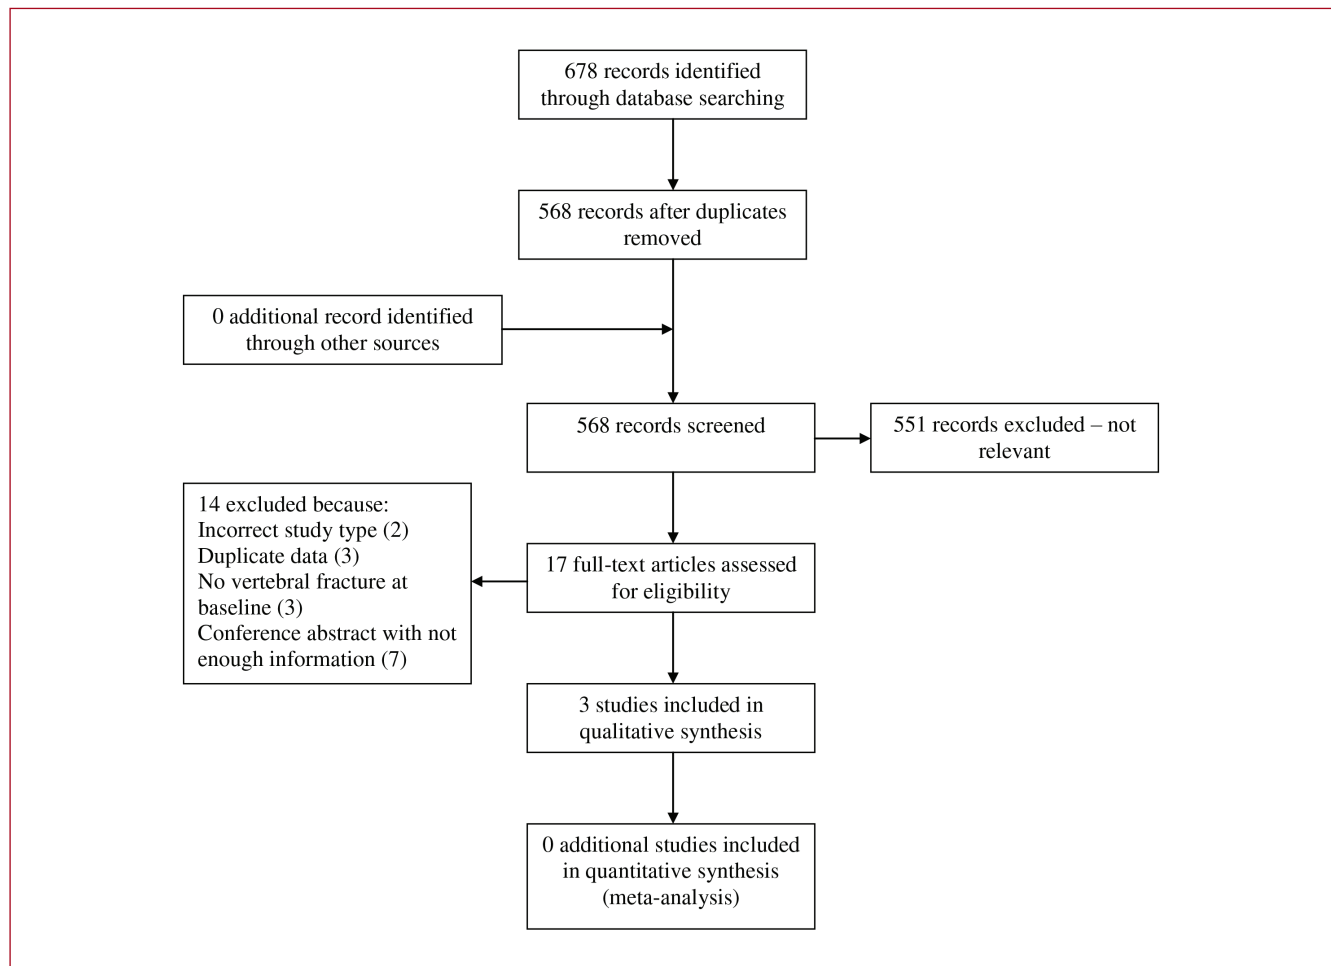 678 records identified
through database searching
568 records after duplicates
removed
0 additional record identified
through other sources
568 records screened
551 records excluded – not
relevant
14 excluded because:
Incorrect study type (2)
Duplicate data (3)
No vertebral fracture at
baseline (3)
Conference abstract with not
enough information (7)
17 full-text articles assessed
for eligibility
3 studies included in
qualitative synthesis
0 additional studies included
in quantitative synthesis
(meta-analysis)